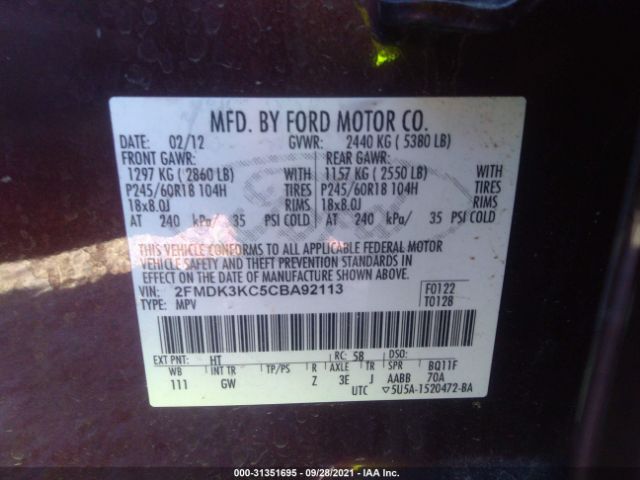 MFD. BY FORD MOTOR CO.
DATE: 02/12 GVWR: 2440 KG ( 5380 LB)
FRONT GAWR: REAR GAWR:
1297 KG ( 2860 LB) WITH 1157 KG ( 2550 LB) WITH
P245/60R18 104H TIRES P245/60R18 104H TIRES
18x8.0J RIMS 18x8.0J RIMS
AT 240 kPa/ 35 PSI COLD AT 240 kPa/ 35 PSI COLD
THIS VEHICLE CONFORMS TO ALL APPLICABLE FEDERAL MOTOR
VEHICLE SAFETY AND THEFT PREVENTION STANDARDS IN
EFFECT ON THE DATE OF MANUFACTURE SHOWN ABOVE.
VIN: 2FMDK3KC5CBA92113 F0122
TYPE: MPV T0128
EXT PNT: HT RC: 58 DSO:
WB INT TR TP/PS R AXLE TR SPR BQ11F
111 GW Z 3E J AABB 70A
UTC ▽5U5A-1520472-BA
000-31351695 - 09/28/2021 - IAA Inc.